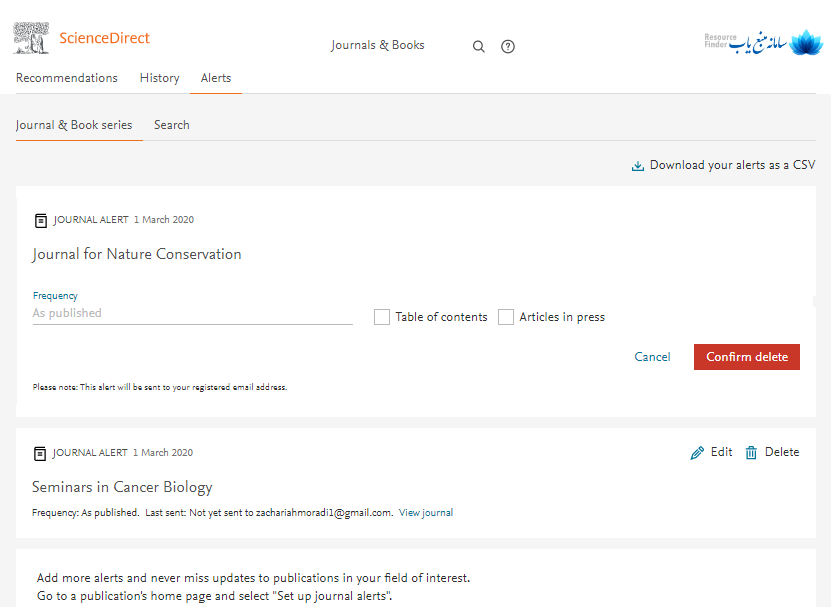 ScienceDirect
Journals & Books
Resource
Finder
سامانه منبع یاب
Recommendations History Alerts
Journal & Book series Search
Download your alerts as a CSV
JOURNAL ALERT 1 March 2020
Journal for Nature Conservation
Frequency
As published
Table of contents Articles in press
Cancel Confirm delete
Please note: This alert will be sent to your registered email address.
JOURNAL ALERT 1 March 2020 Edit Delete
Seminars in Cancer Biology
Frequency: As published. Last sent: Not yet sent to zachariahmoradi1@gmail.com. View journal
Add more alerts and never miss updates to publications in your field of interest.
Go to a publication's home page and select "Set up journal alerts".